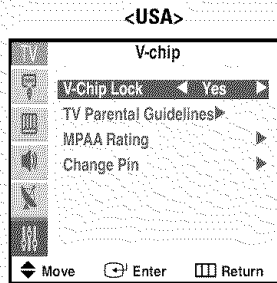 <USA>
TV
V-chip
V-Chip Lock ◀ Yes ▶
TV Parental Guidelines▶
MPAA Rating ▶
Change Pin ▶
Move Enter Return